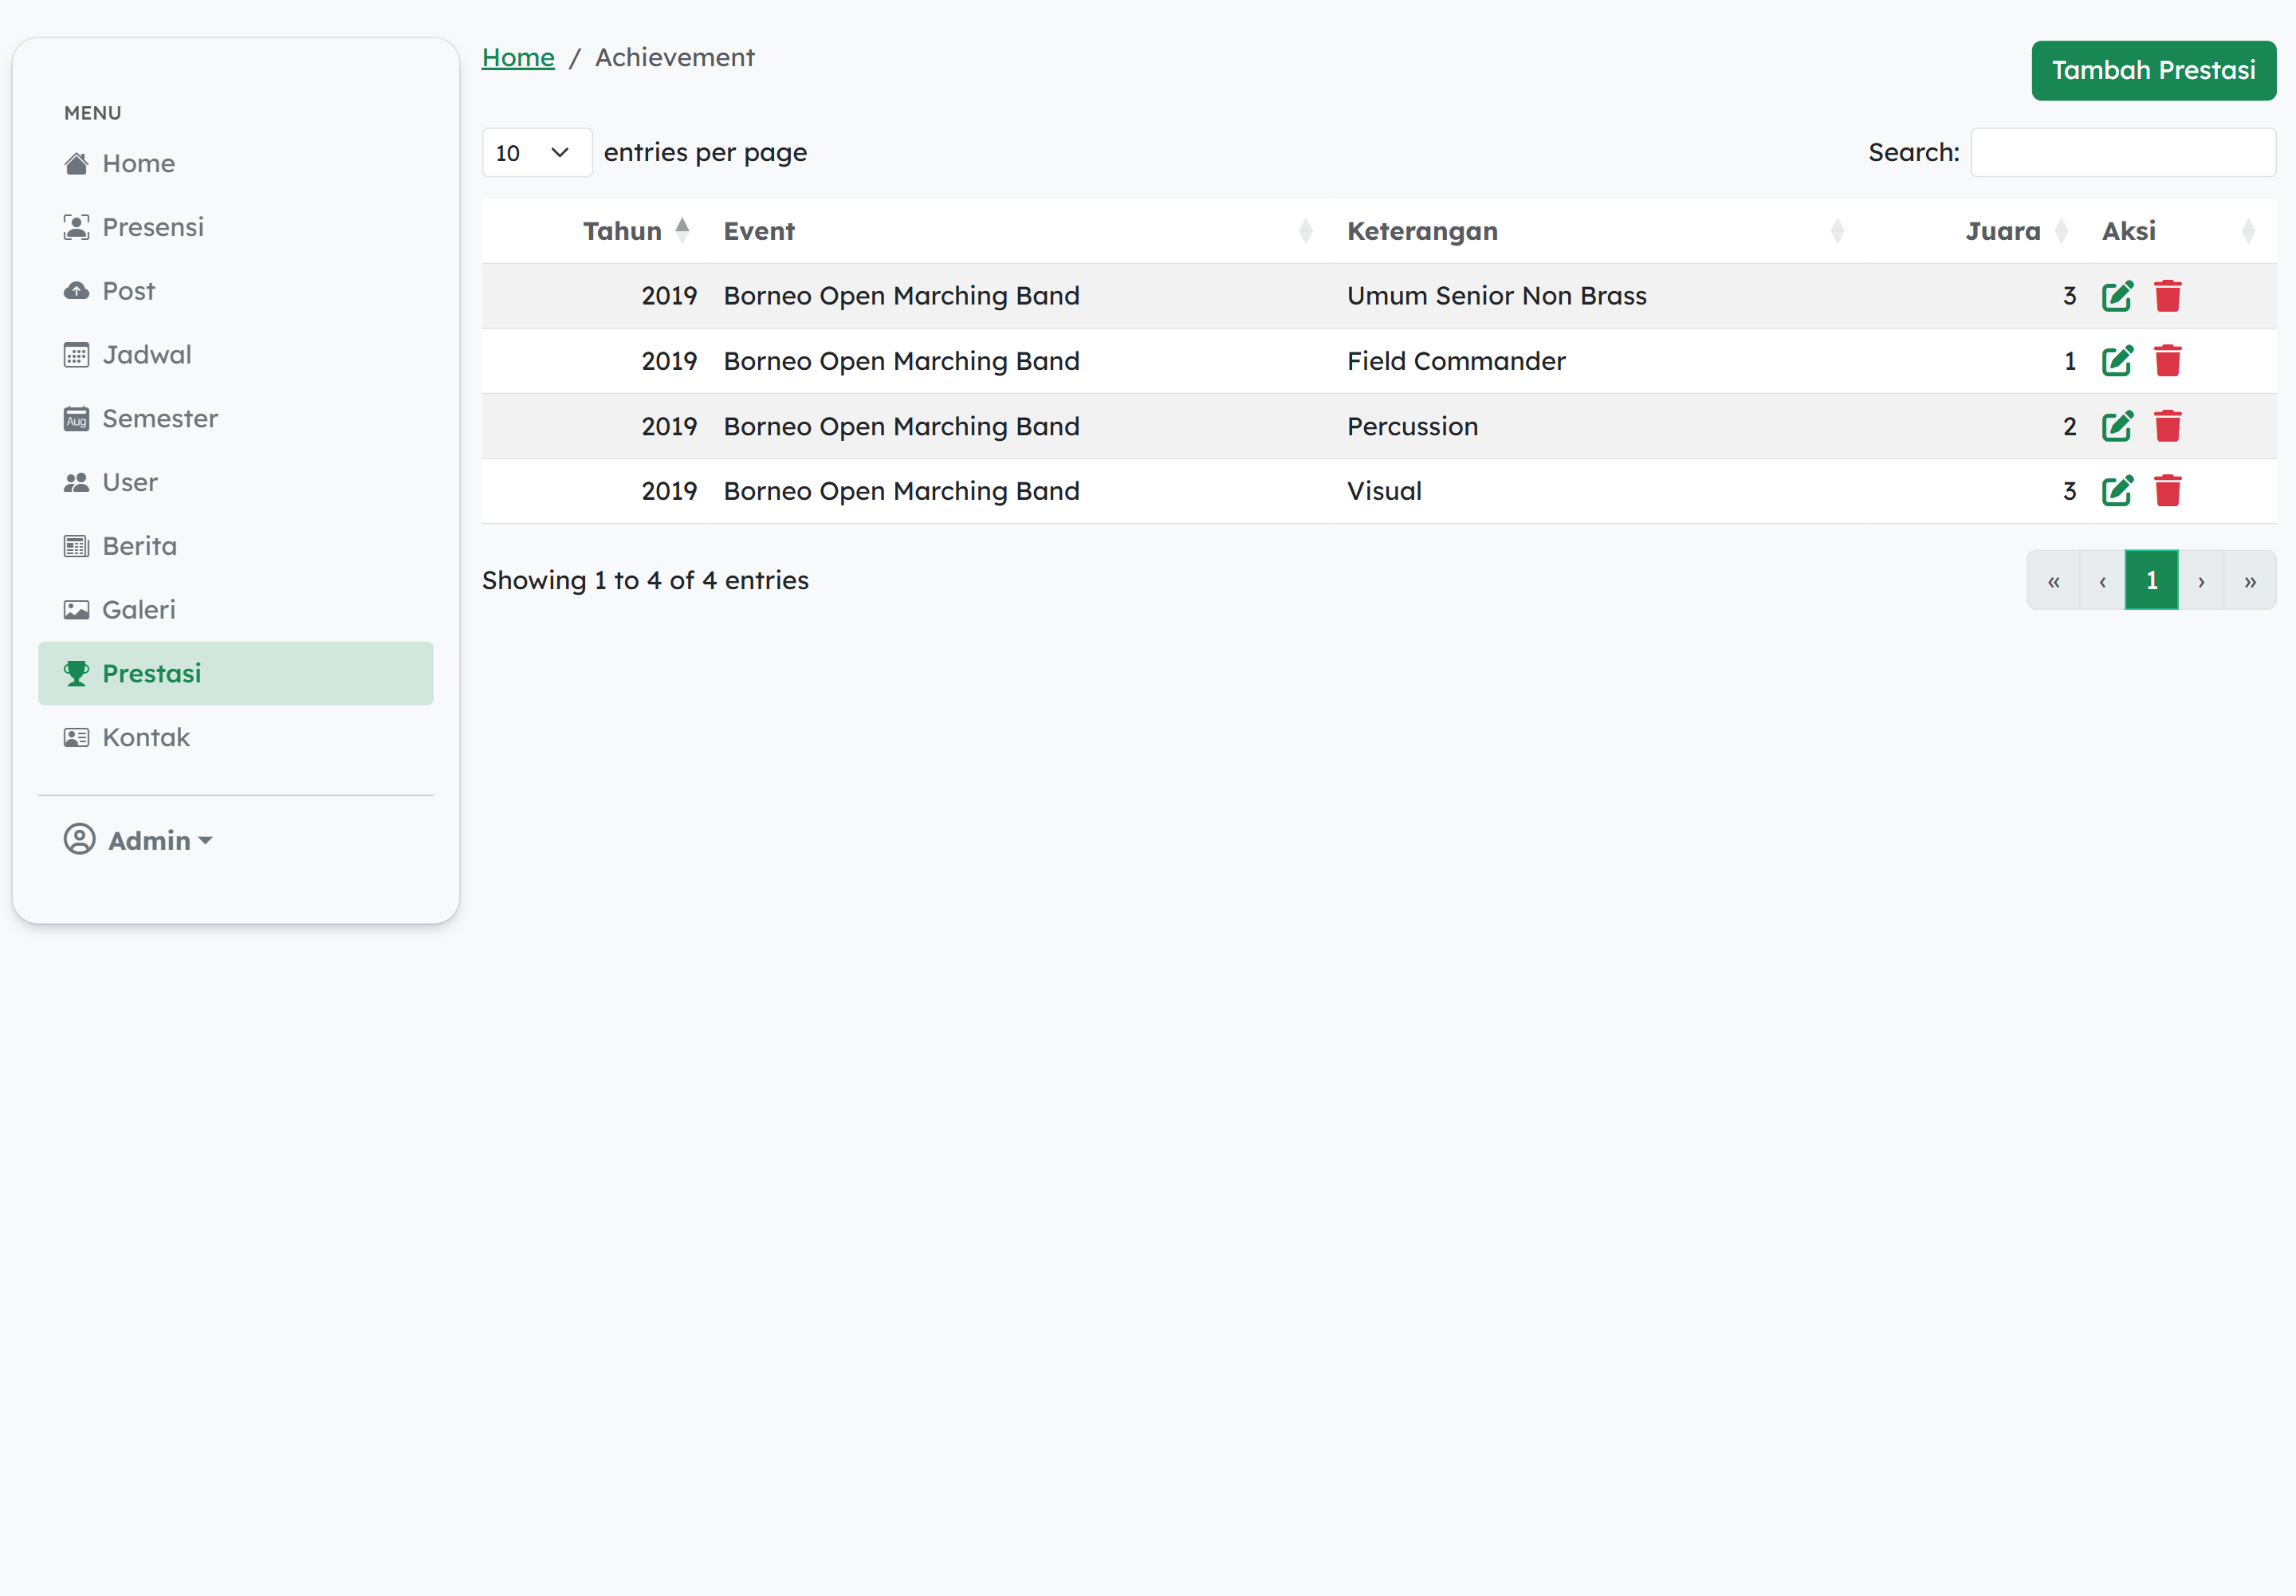 MENU
Home
Presensi
Post
Jadwal
Aug Semester
User
Berita
Galeri
Prestasi
Kontak
Admin
Home / Achievement
Tambah Prestasi
10 entries per page
Search:
Tahun Event Keterangan Juara Aksi
2019 Borneo Open Marching Band Umum Senior Non Brass 3
2019 Borneo Open Marching Band Field Commander 1
2019 Borneo Open Marching Band Percussion 2
2019 Borneo Open Marching Band Visual 3
Showing 1 to 4 of 4 entries
« ‹ 1 › »